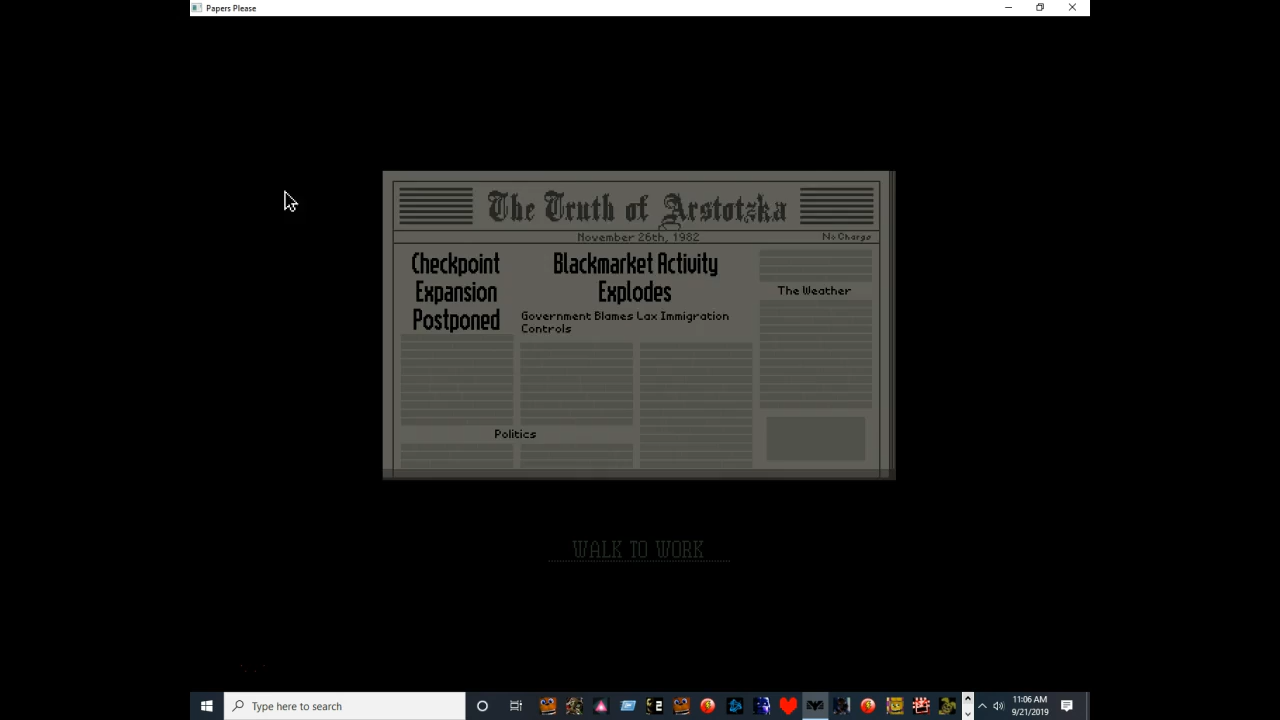 Papers Please
The Truth of Arstotzka
November 26th, 1982
No Charge
Checkpoint
Expansion
Postponed
Blackmarket Activity
Explodes
Government Blames Lax Immigration
Controls
The Weather
Politics
WALK TO WORK
Type here to search
11:06 AM
9/21/2019